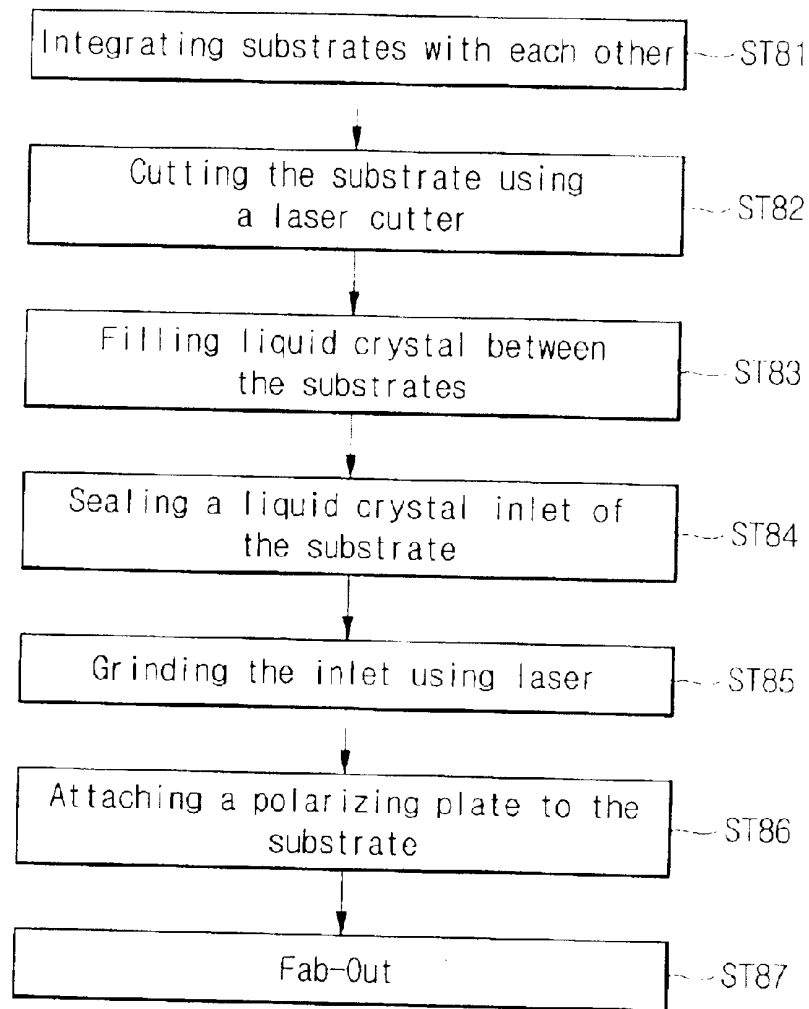 Integrating substrates with each other
ST81
Cutting the substrate using
a laser cutter
ST82
Filling liquid crystal between
the substrates
ST83
Sealing a liquid crystal inlet of
the substrate
ST84
Grinding the inlet using laser
ST85
Attaching a polarizing plate to the
substrate
ST86
Fab-Out
ST87